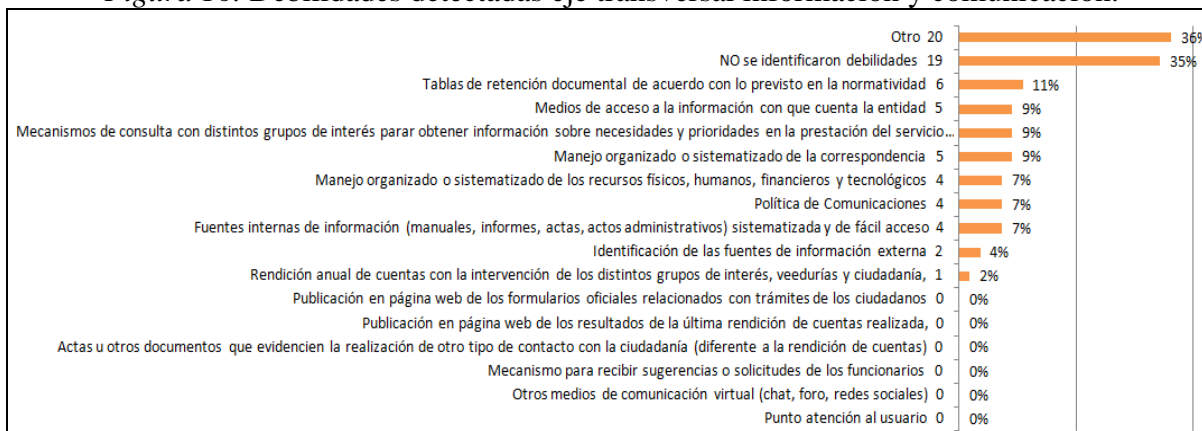 Figura 10. Debilidades detectadas eje transversal información y comunicación.
Otro 20 36%
NO se identificaron debilidades 19 35%
Tablas de retención documental de acuerdo con lo previsto en la normatividad 6 11%
Medios de acceso a la información con que cuenta la entidad 5 9%
Mecanismos de consulta con distintos grupos de interés parar obtener información sobre necesidades y prioridades en la prestación del servicio... 9%
Manejo organizado o sistematizado de la correspondencia 5 9%
Manejo organizado o sistematizado de los recursos físicos, humanos, financieros y tecnológicos 4 7%
Política de Comunicaciones 4 7%
Fuentes internas de información (manuales, informes, actas, actos administrativos) sistematizada y de fácil acceso 4 7%
Identificación de las fuentes de información externa 2 4%
Rendición anual de cuentas con la intervención de los distintos grupos de interés, veedurías y ciudadanía, 1 2%
Publicación en página web de los formularios oficiales relacionados con trámites de los ciudadanos 0 0%
Publicación en página web de los resultados de la última rendición de cuentas realizada, 0 0%
Actas u otros documentos que evidencien la realización de otro tipo de contacto con la ciudadanía (diferente a la rendición de cuentas) 0 0%
Mecanismo para recibir sugerencias o solicitudes de los funcionarios 0 0%
Otros medios de comunicación virtual (chat, foro, redes sociales) 0 0%
Punto atención al usuario 0 0%